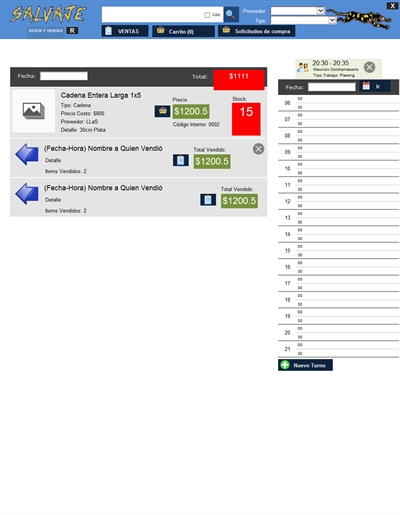 SALVAJE
STOCK Y VENTAS R
Cód
Proveedor:
Tipo:
X
VENTAS
Carrito (0)
Solicitudes de compra
Fecha:
Total: $1111
Cadena Entera Larga 1x5
Tipo: Cadena
Precio Costo: $800
Proveedor: LLaS
Detalle: 30cm Plata
Precio
$1200.5
Código Interno: 0002
Stock:
15
(Fecha-Hora) Nombre a Quien Vendió
Detalle
Items Vendidos: 2
Total Vendido:
$1200.5
(Fecha-Hora) Nombre a Quien Vendió
Detalle
Items Vendidos: 2
Total Vendido:
$1200.5
20:30 - 20:35
Tipo Trabajo: Piercing
Fecha:
Ir
06 00
30
07 00
30
08 00
30
09 00
30
10 00
30
11 00
30
12 00
30
13 00
30
14 00
30
15 00
30
16 00
30
17 00
30
18 00
30
19 00
30
20 00
30
21 00
30
Nuevo Turno